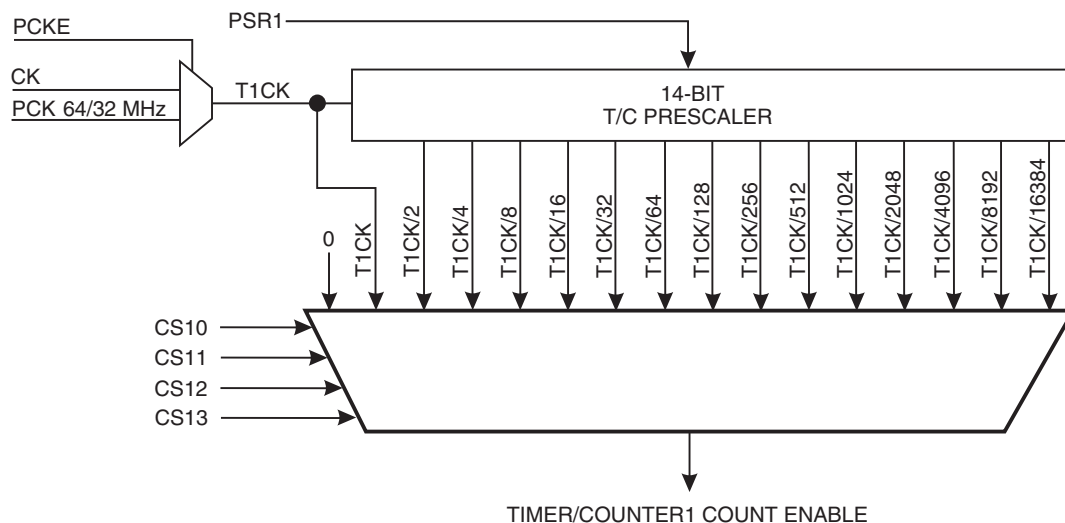 PCKE
PSR1
CK
PCK 64/32 MHz
T1CK
14-BIT
T/C PRESCALER
0
T1CK
T1CK/2
T1CK/4
T1CK/8
T1CK/16
T1CK/32
T1CK/64
T1CK/128
T1CK/256
T1CK/512
T1CK/1024
T1CK/2048
T1CK/4096
T1CK/8192
T1CK/16384
CS10
CS11
CS12
CS13
TIMER/COUNTER1 COUNT ENABLE